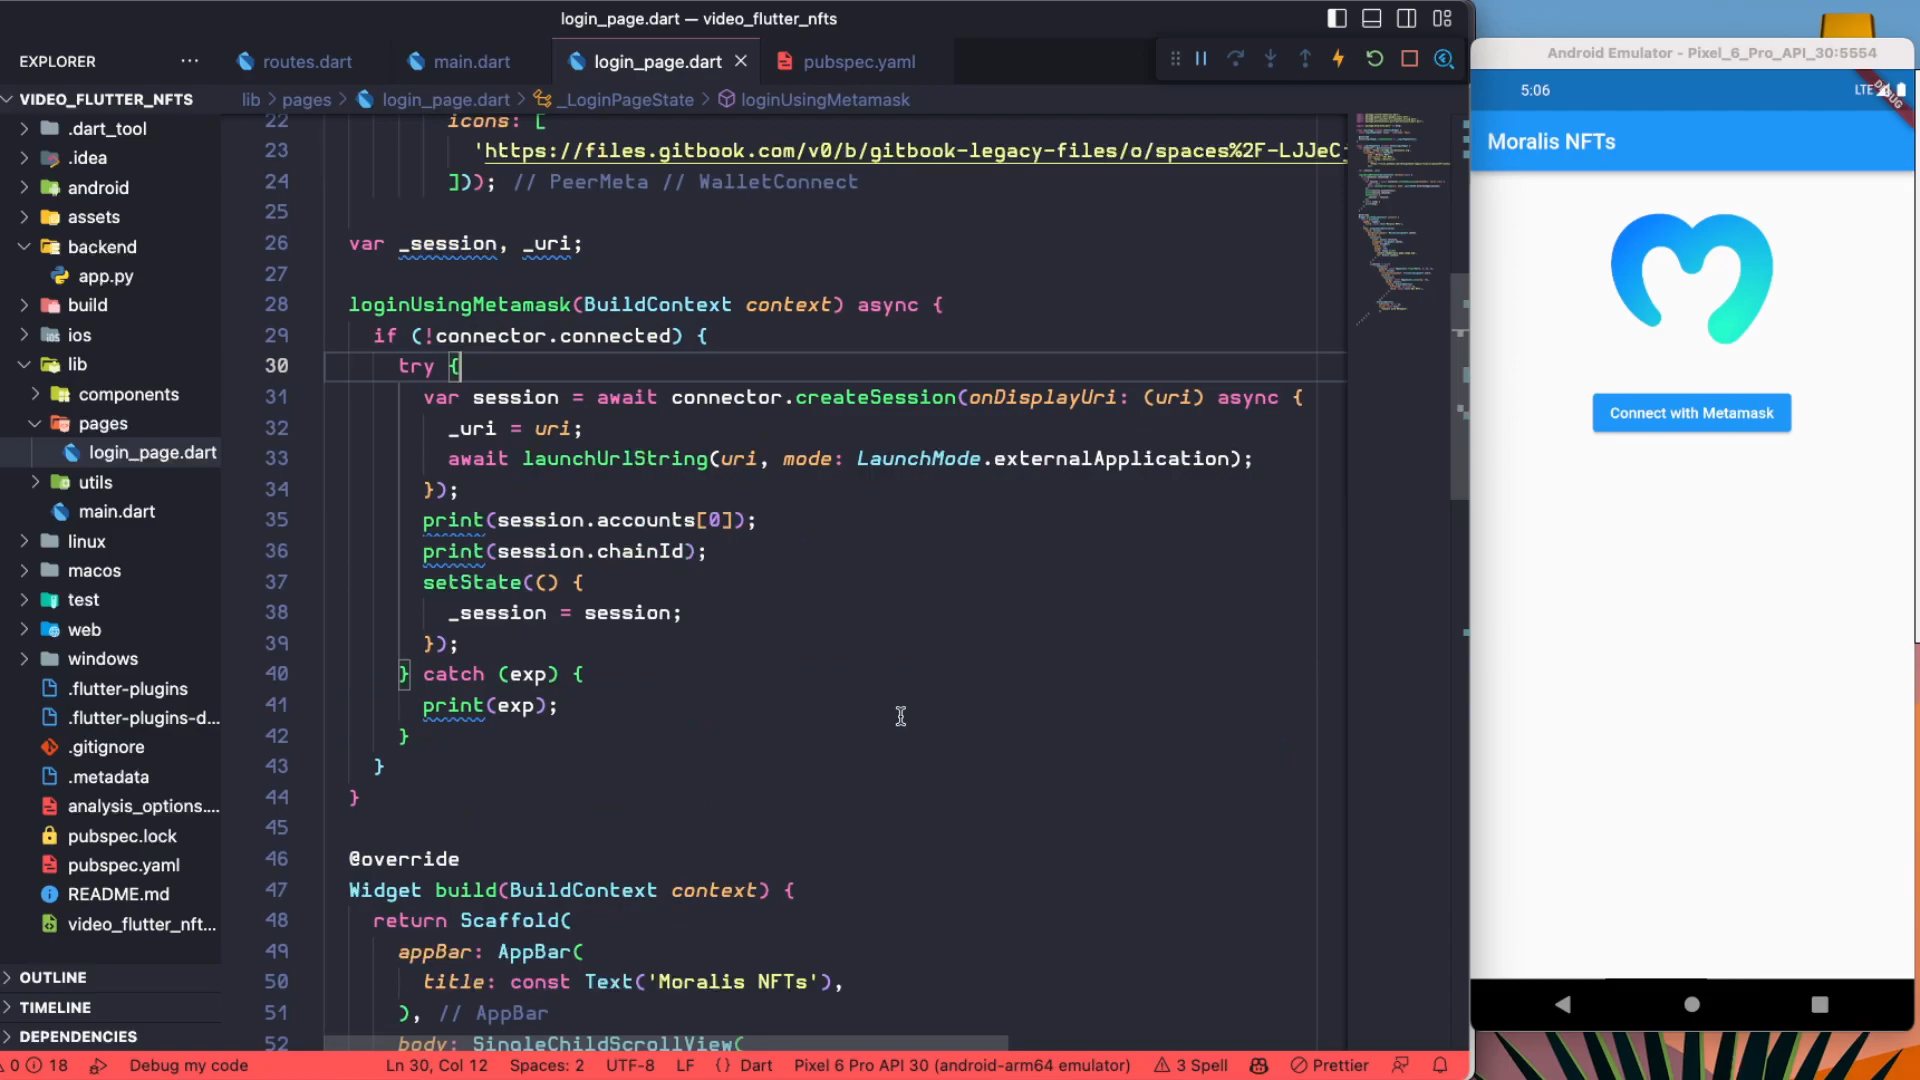 login_page.dart — video_flutter_nfts
EXPLORER
routes.dart
main.dart
login_page.dart
pubspec.yaml
VIDEO_FLUTTER_NFTS
lib > pages > login_page.dart > _LoginPageState > loginUsingMetamask
.dart_tool
.idea
android
assets
backend
app.py
build
ios
lib
components
pages
login_page.dart
utils
main.dart
linux
macos
test
web
windows
.flutter-plugins
.flutter-plugins-d...
.gitignore
.metadata
analysis_options....
pubspec.lock
pubspec.yaml
README.md
video_flutter_nft...
OUTLINE
TIMELINE
DEPENDENCIES
22 icons: [
23 'https://files.gitbook.com/v0/b/gitbook-legacy-files/o/spaces%2F-LJJeC
24 ])); // PeerMeta // WalletConnect
25
26 var _session, _uri;
27
28 loginUsingMetamask(BuildContext context) async {
29 if (!connector.connected) {
30 try {
31 var session = await connector.createSession(onDisplayUri: (uri) async {
32 _uri = uri;
33 await launchUrlString(uri, mode: LaunchMode.externalApplication);
34 });
35 print(session.accounts[0]);
36 print(session.chainId);
37 setState(() {
38 _session = session;
39 });
40 } catch (exp) {
41 print(exp);
42 }
43 }
44 }
45
46 @override
47 Widget build(BuildContext context) {
48 return Scaffold(
49 appBar: AppBar(
50 title: const Text('Moralis NFTs'),
51 ), // AppBar
52 body: SingleChildScrollView(
0 18 Debug my code
Ln 30, Col 12 Spaces: 2 UTF-8 LF {} Dart Pixel 6 Pro API 30 (android-arm64 emulator) 3 Spell Prettier
Android Emulator - Pixel_6_Pro_API_30:5554
5:06
LTE
DEBUG
Moralis NFTs
Connect with Metamask